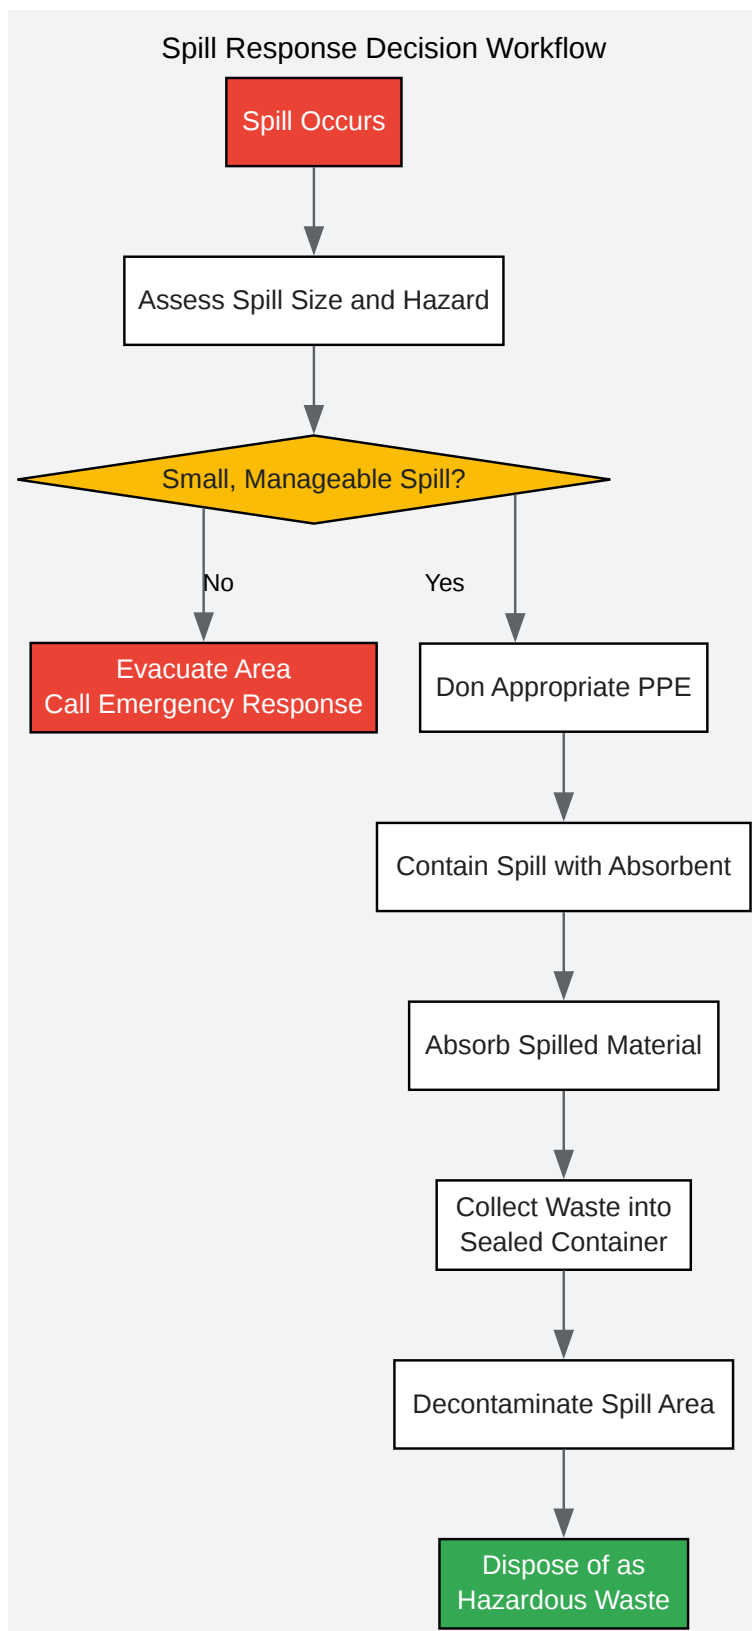 Spill Response Decision Workflow
Spill Occurs
Assess Spill Size and Hazard
Small, Manageable Spill?
No
Yes
Evacuate Area
Call Emergency Response
Don Appropriate PPE
Contain Spill with Absorbent
Absorb Spilled Material
Collect Waste into
Sealed Container
Decontaminate Spill Area
Dispose of as
Hazardous Waste